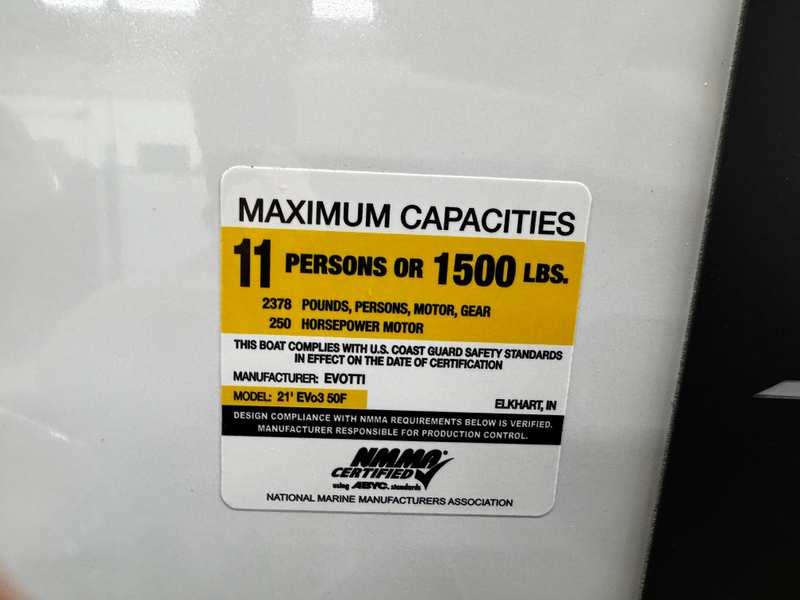 MAXIMUM CAPACITIES
11 PERSONS OR 1500 LBS.
2378 POUNDS, PERSONS, MOTOR, GEAR
250 HORSEPOWER MOTOR
THIS BOAT COMPLIES WITH U.S. COAST GUARD SAFETY STANDARDS
IN EFFECT ON THE DATE OF CERTIFICATION
MANUFACTURER: EVOTTI
MODEL: 21' EVo3 50F ELKHART, IN
DESIGN COMPLIANCE WITH NMMA REQUIREMENTS BELOW IS VERIFIED.
MANUFACTURER RESPONSIBLE FOR PRODUCTION CONTROL.
NMMA®
CERTIFIED
using ABYC. standards
NATIONAL MARINE MANUFACTURERS ASSOCIATION